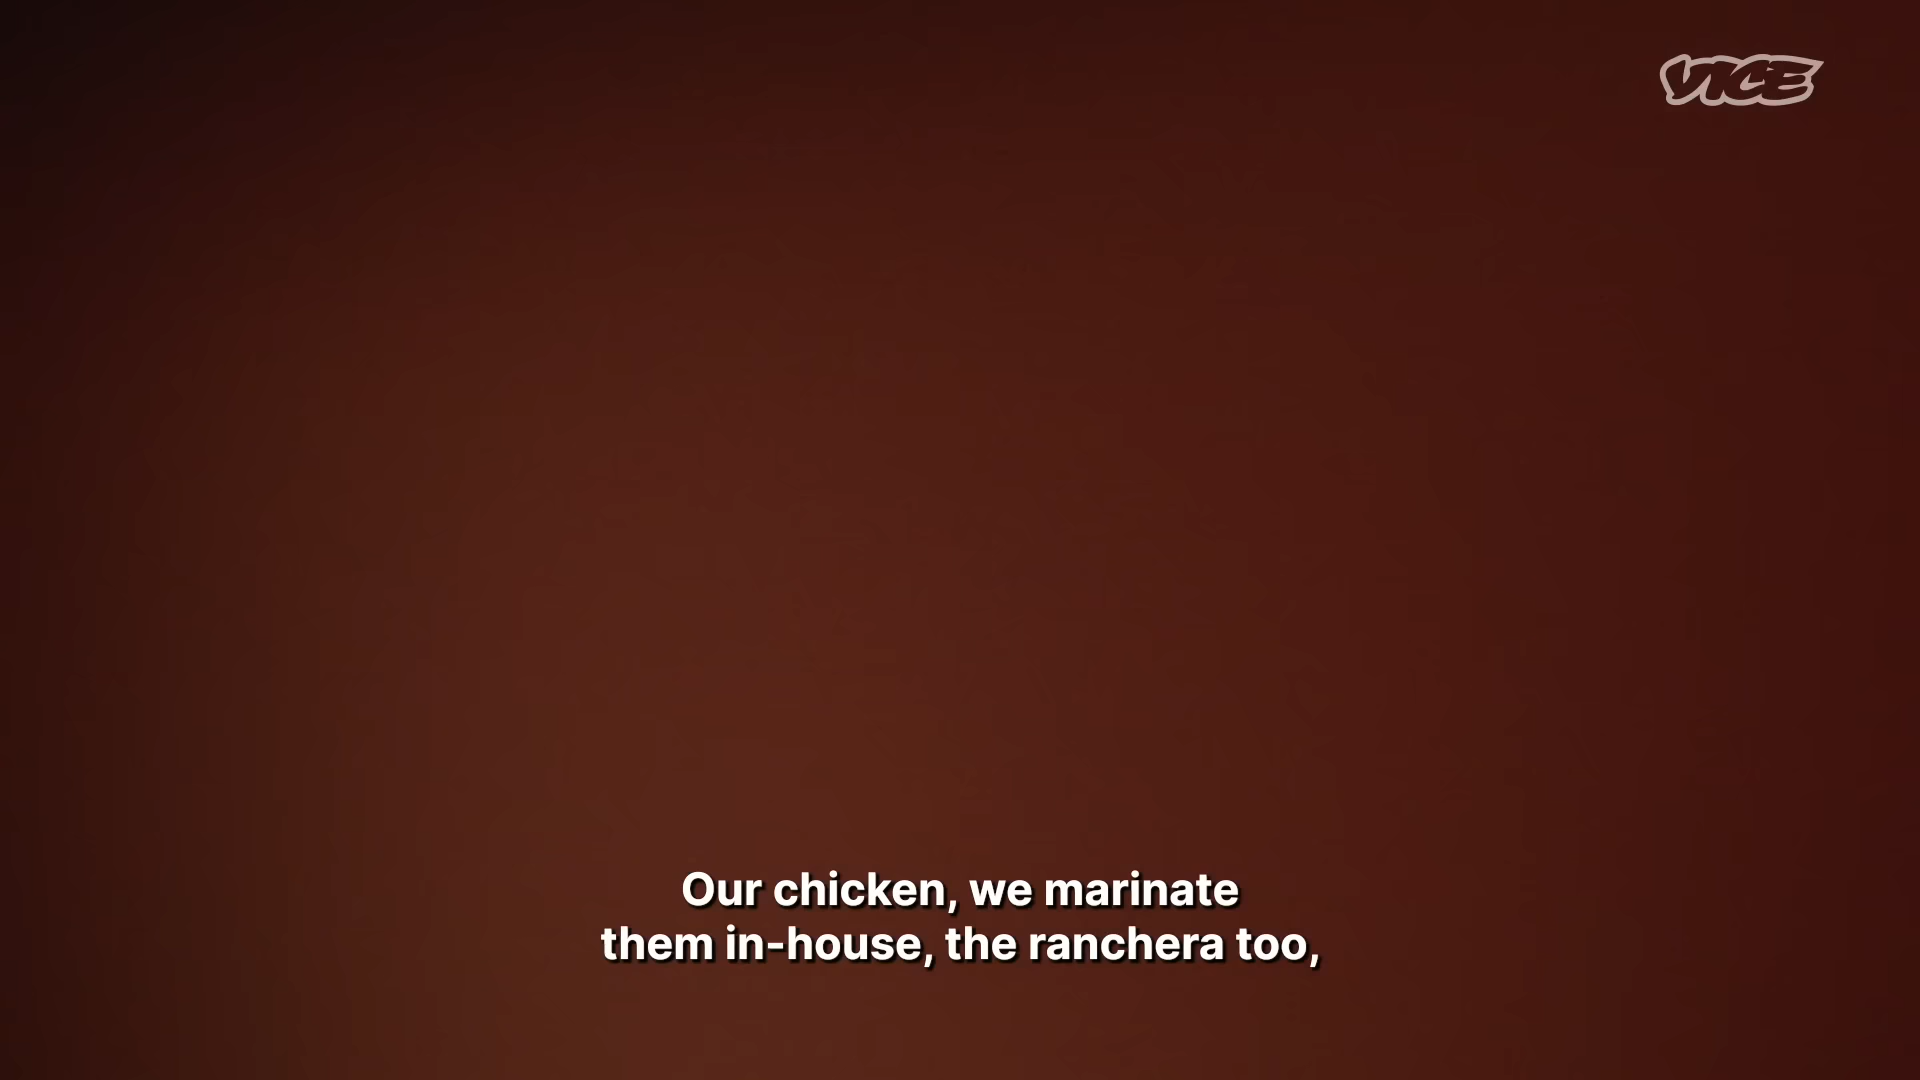 VICE
Our chicken, we marinate
them in-house, the ranchera too,